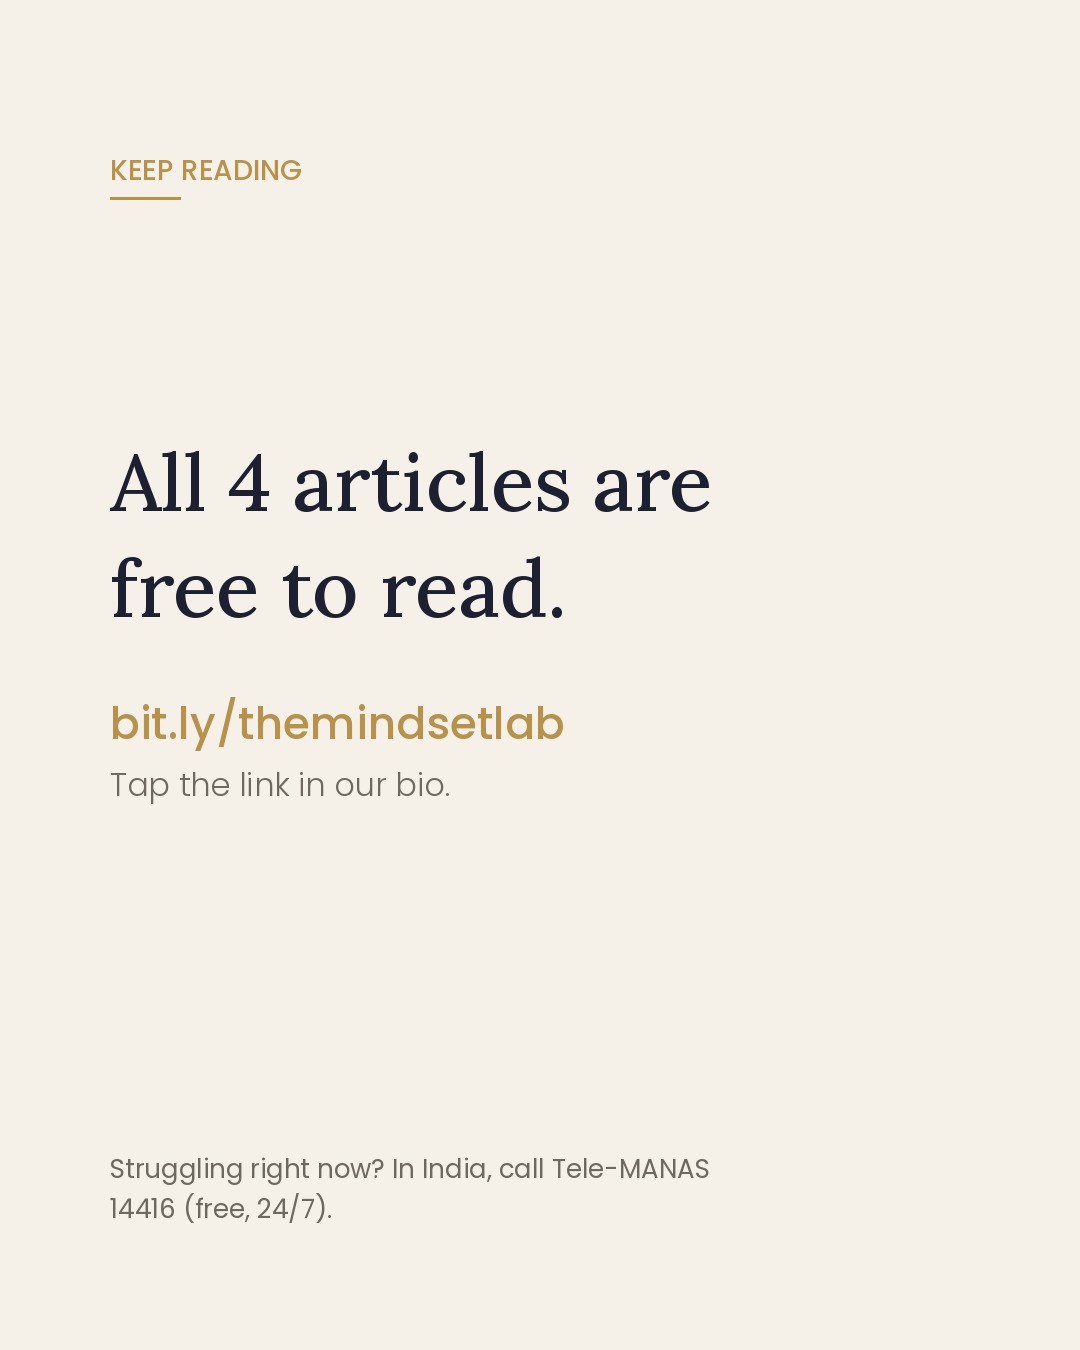 KEEP READING
All 4 articles are
free to read.
bit.ly/themindsetlab
Tap the link in our bio.
Struggling right now? In India, call Tele-MANAS
14416 (free, 24/7).